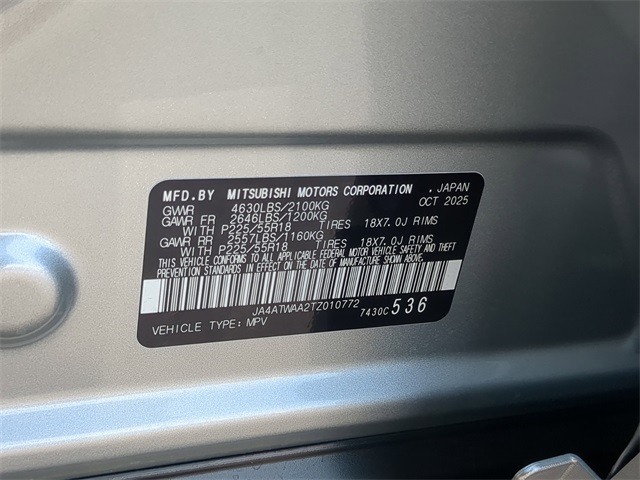 MFD.BY MITSUBISHI MOTORS CORPORATION , JAPAN
GVWR 4630LBS/2100KG OCT 2025
GAWR FR 2646LBS/1200KG
WITH P225/55R18 TIRES 18X7.0J RIMS
GAWR RR 2557LBS/1160KG
WITH P225/55R18 TIRES 18X7.0J RIMS
THIS VEHICLE CONFORMS TO ALL APPLICABLE FEDERAL MOTOR VEHICLE SAFETY AND THEFT
PREVENTION STANDARDS IN EFFECT ON THE DATE OF MANUFACTURE SHOWN ABOVE.
JA4ATWAA2TZ010772 7430C 536
VEHICLE TYPE: MPV